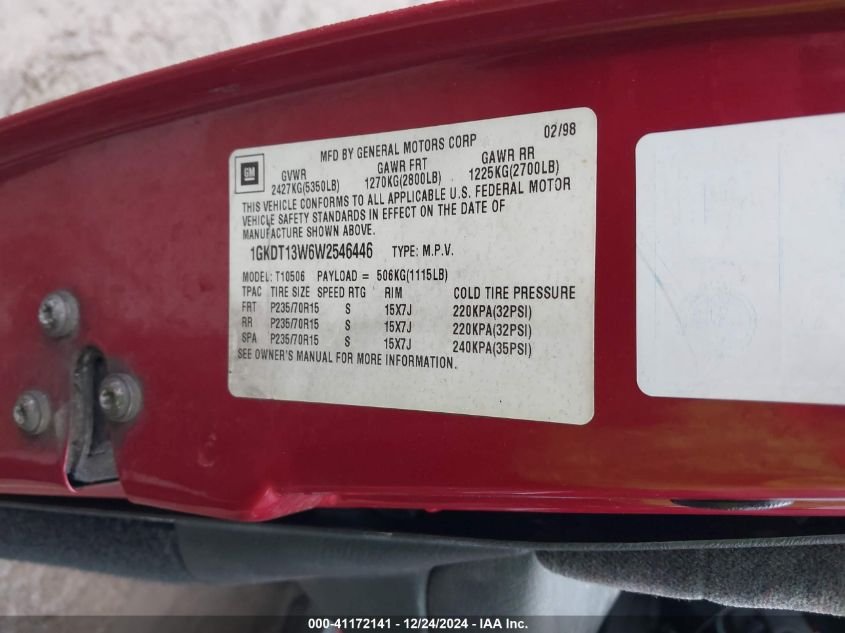 02/98
MFD BY GENERAL MOTORS CORP
GM
GVWR GAWR FRT GAWR RR
2427KG(5350LB) 1270KG(2800LB) 1225KG(2700LB)
THIS VEHICLE CONFORMS TO ALL APPLICABLE U.S. FEDERAL MOTOR
VEHICLE SAFETY STANDARDS IN EFFECT ON THE DATE OF
MANUFACTURE SHOWN ABOVE.
1GKDT13W6W2546446 TYPE: M.P.V.
MODEL: T10506 PAYLOAD = 506KG(1115LB)
TPAC TIRE SIZE SPEED RTG RIM COLD TIRE PRESSURE
FRT P235/70R15 S 15X7J 220KPA(32PSI)
RR P235/70R15 S 15X7J 220KPA(32PSI)
SPA P235/70R15 S 15X7J 240KPA(35PSI)
SEE OWNER'S MANUAL FOR MORE INFORMATION.
000-41172141 - 12/24/2024 - IAA Inc.